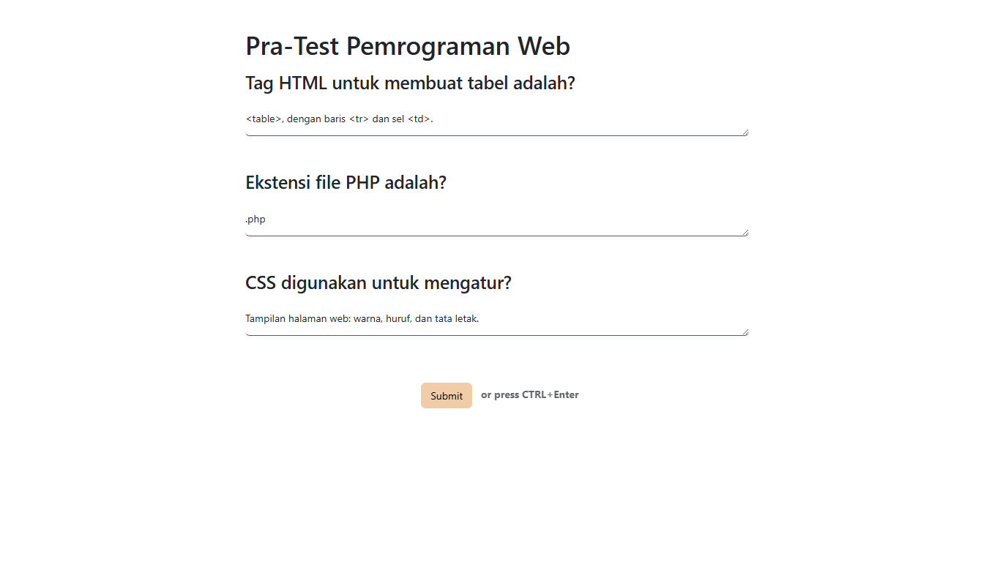 Pra-Test Pemrograman Web
Tag HTML untuk membuat tabel adalah?
<table>, dengan baris <tr> dan sel <td>.
Ekstensi file PHP adalah?
.php
CSS digunakan untuk mengatur?
Tampilan halaman web: warna, huruf, dan tata letak.
Submit or press CTRL+Enter